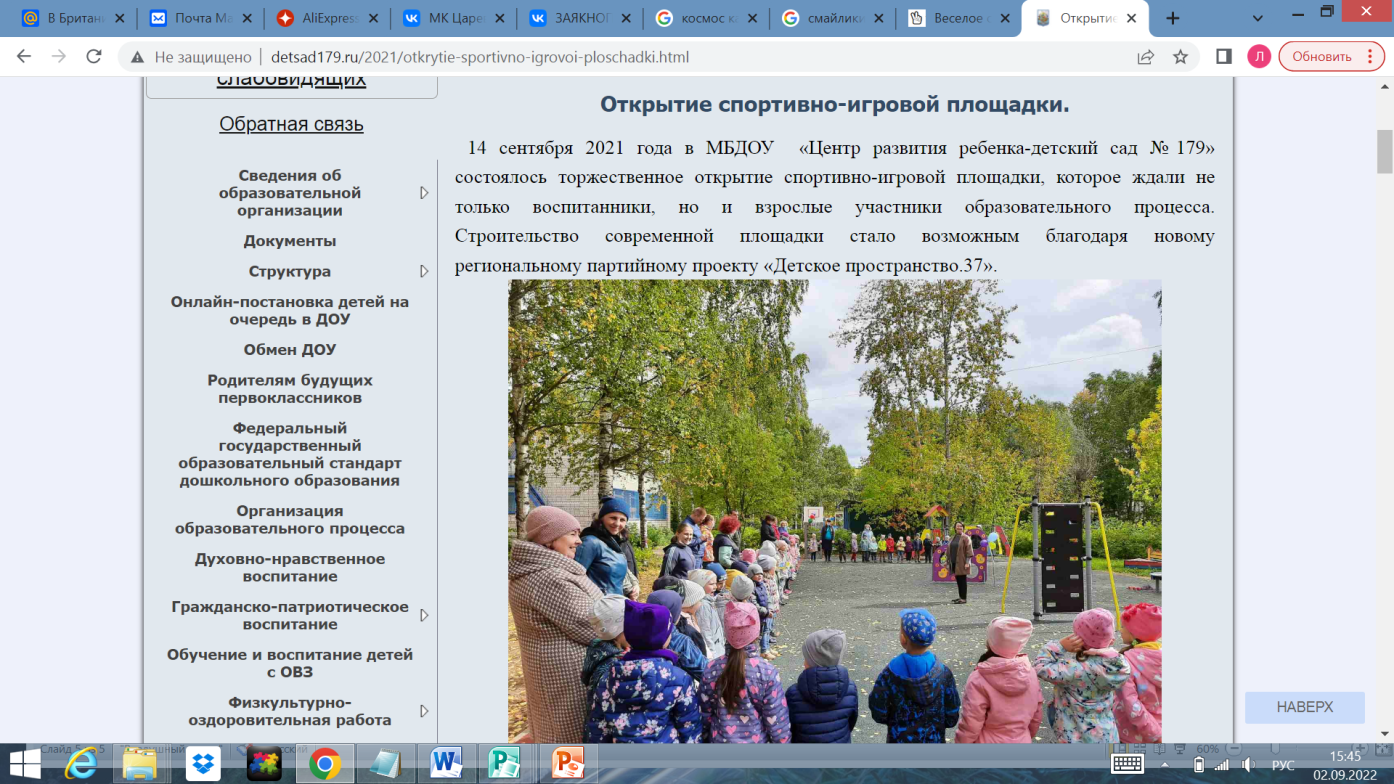 В Британ
Почта Ма
AliExpres
МК Царе
ЗАЯКНОГ
космос ка
смайлики
Веселое с
Открытие
Не защищено
detsad179.ru/2021/otkrytie-sportivno-igrovoi-ploschadki.html
Л
Обновить
слабовидящих
Обратная связь
Сведения об
образовательной
организации
Документы
Структура
Онлайн-постановка детей на
очередь в ДОУ
Обмен ДОУ
Родителям будущих
первоклассников
Федеральный
государственный
образовательный стандарт
дошкольного образования
Организация
образовательного процесса
Духовно-нравственное
воспитание
Гражданско-патриотическое
воспитание
Обучение и воспитание детей
с ОВЗ
Физкультурно-
оздоровительная работа
Открытие спортивно-игровой площадки.
14 сентября 2021 года в МБДОУ «Центр развития ребенка-детский сад №179»
состоялось торжественное открытие спортивно-игровой площадки, которое ждали не
только воспитанники, но и взрослые участники образовательного процесса.
Строительство современной площадки стало возможным благодаря новому
региональному партийному проекту «Детское пространство.37».
НАВЕРХ
60%
РУС
15:45
02.09.2022